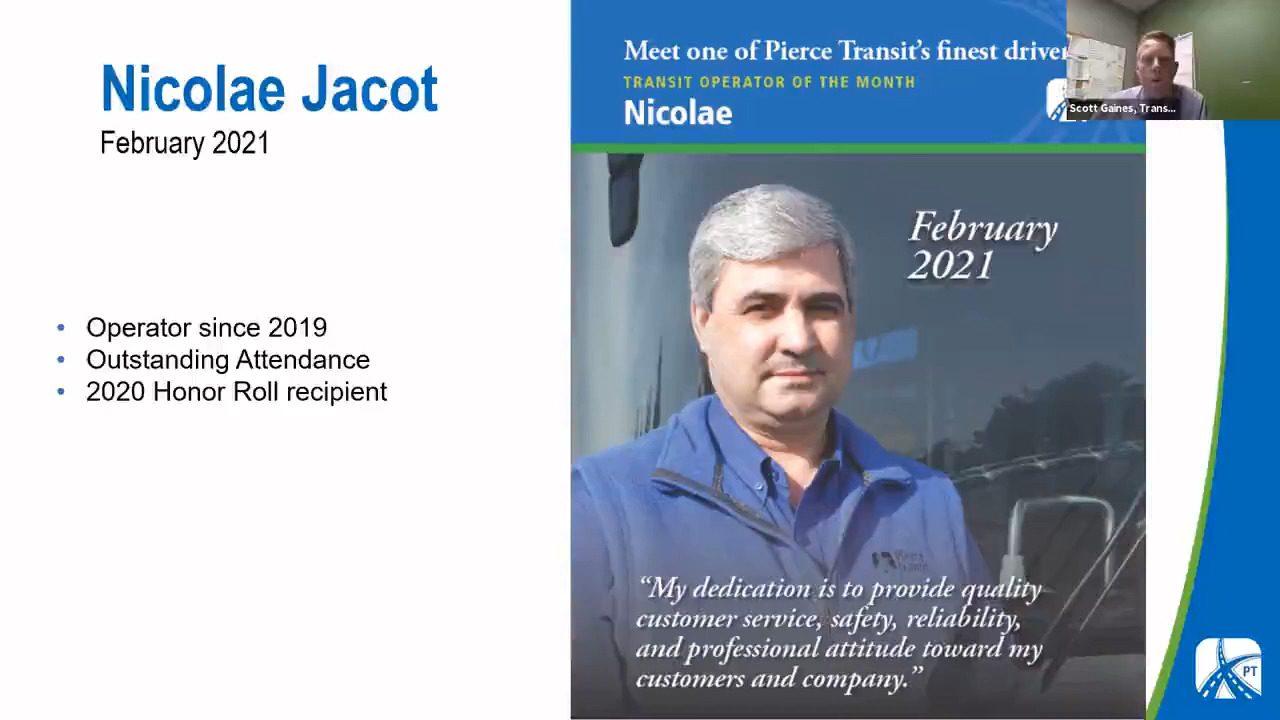 Nicolae Jacot
February 2021
• Operator since 2019
• Outstanding Attendance
• 2020 Honor Roll recipient
Meet one of Pierce Transit's finest
TRANSIT OPERATOR OF THE MONTH
Nicolae
February
2021
Pierce
Transit
“My dedication is to provide quality
customer service, safety, reliability,
and professional attitude toward my
customers and company.”
Scott Gaines, Trans...
PT